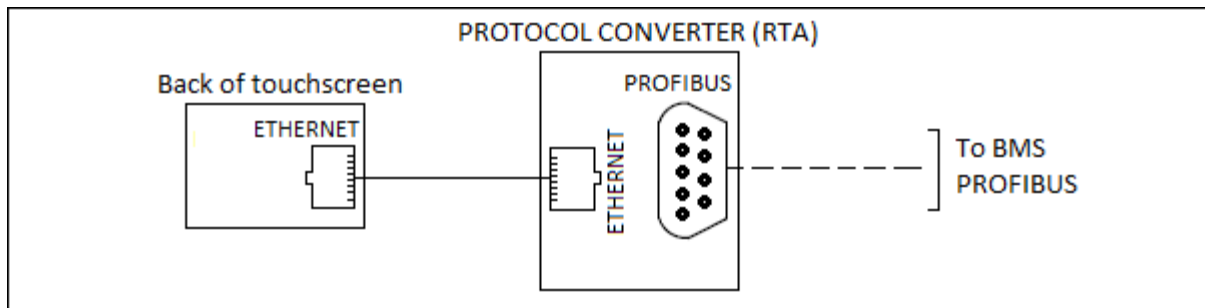 PROTOCOL CONVERTER (RTA)
Back of touchscreen
ETHERNET
PROFIBUS
ETHERNET
To BMS
PROFIBUS